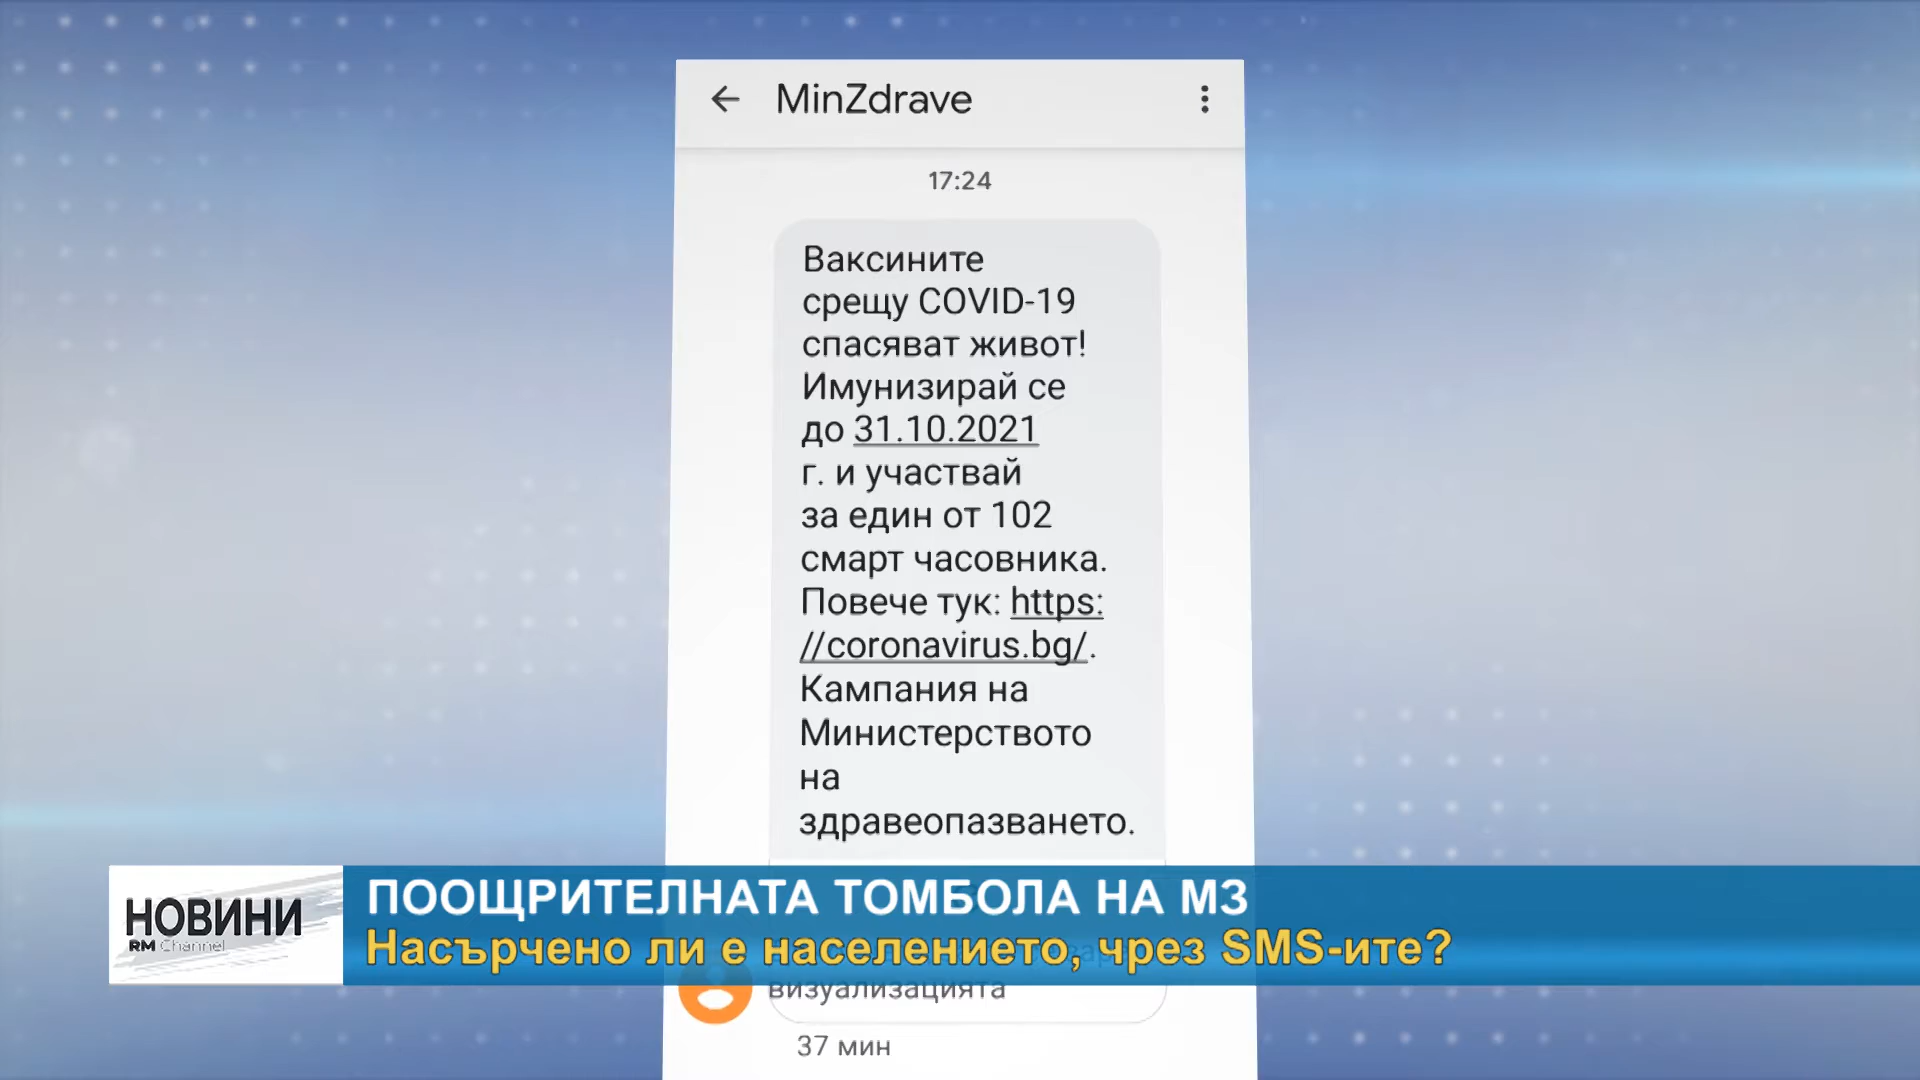 MinZdrave
17:24
Ваксините
срещу COVID-19
спасяват живот!
Имунизирай се
до 31.10.2021
г. и участвай
за един от 102
смарт часовника.
Повече тук: https:
//coronavirus.bg/.
Кампания на
Министерството
на
здравеопазването.
НОВИНИ
RM Channel
ПООЩРИТЕЛНАТА ТОМБОЛА НА МЗ
Насърчено ли е населението, чрез SMS-ите?
визуализацията
37 мин